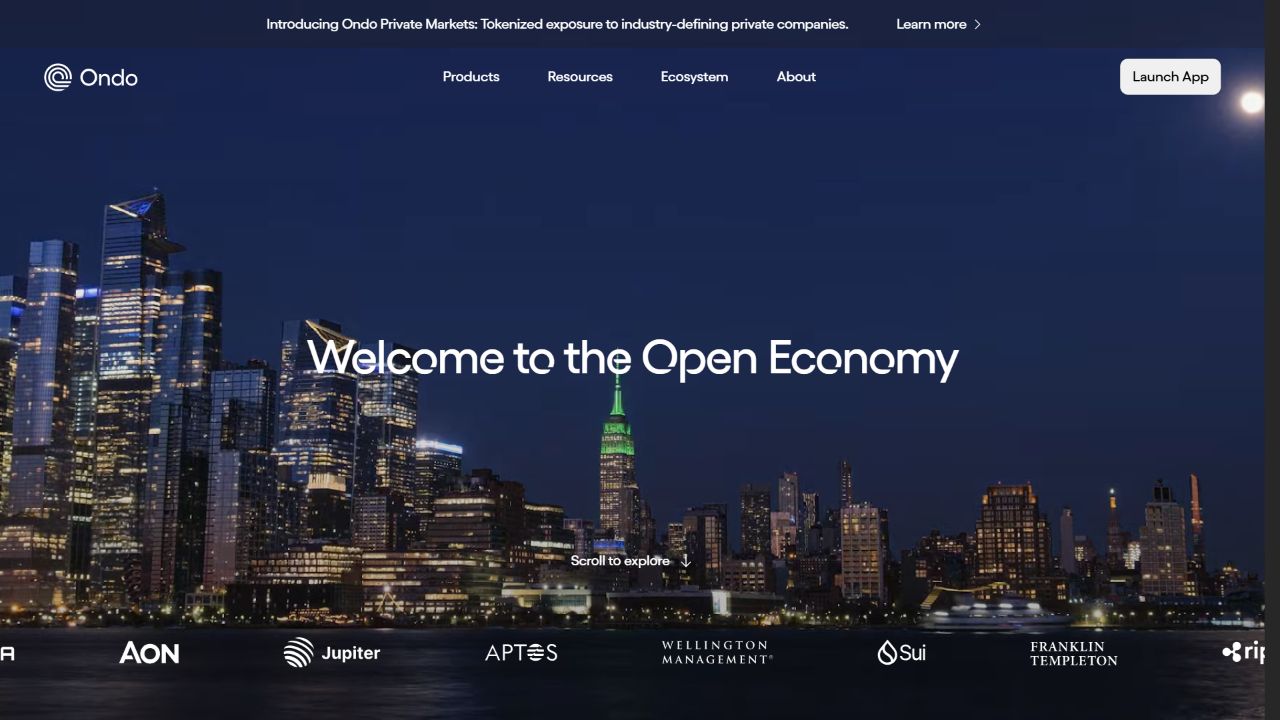 Introducing Ondo Private Markets: Tokenized exposure to industry-defining private companies.
Learn more
Ondo
Products
Resources
Ecosystem
About
Launch App
Welcome to the Open Economy
Scroll to explore
A
AON
Jupiter
APTOS
WELLINGTON
MANAGEMENT®
Sui
FRANKLIN
TEMPLETON
rip